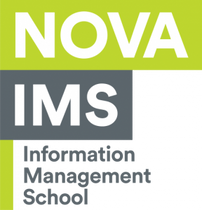 NOVA
IMS
Information
Management
School